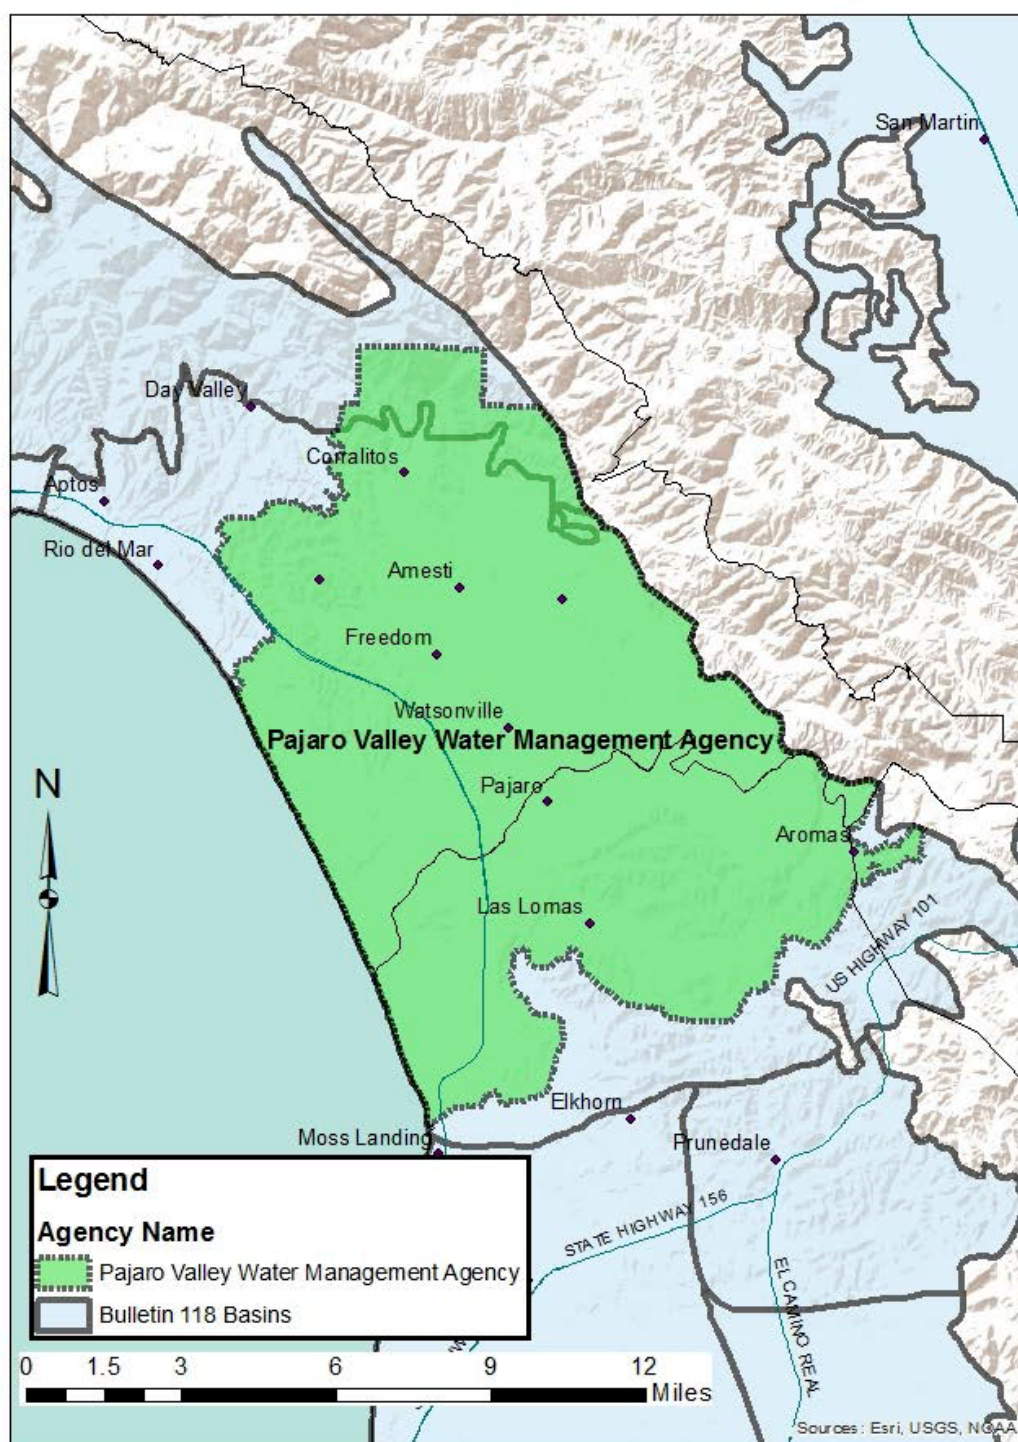 San Martin
Day Valley
Corralitos
Aptos
Rio del Mar
Amesti
Freedom
Watsonville
Pajaro Valley Water Management Agency
N
Pajaro
Aromas
Las Lomas
US HIGHWAY 101
Elkhorn
Moss Landing
Prunedale
STATE HIGHWAY 156
EL CAMINO REAL
Legend
Agency Name
Pajaro Valley Water Management Agency
Bulletin 118 Basins
0 1.5 3 6 9 12
Miles
Sources: Esri, USGS, NOAA